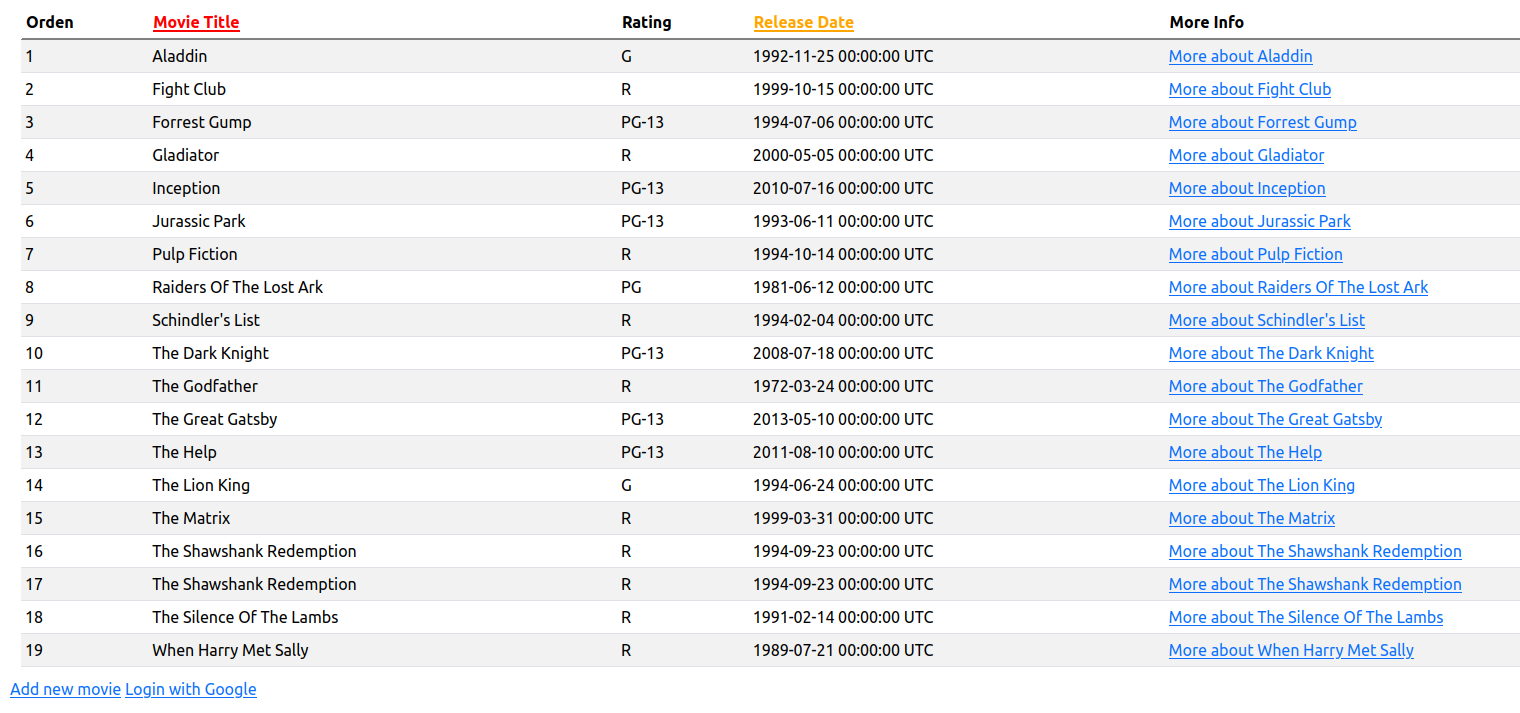 Orden Movie Title Rating Release Date More Info
1 Aladdin G 1992-11-25 00:00:00 UTC More about Aladdin
2 Fight Club R 1999-10-15 00:00:00 UTC More about Fight Club
3 Forrest Gump PG-13 1994-07-06 00:00:00 UTC More about Forrest Gump
4 Gladiator R 2000-05-05 00:00:00 UTC More about Gladiator
5 Inception PG-13 2010-07-16 00:00:00 UTC More about Inception
6 Jurassic Park PG-13 1993-06-11 00:00:00 UTC More about Jurassic Park
7 Pulp Fiction R 1994-10-14 00:00:00 UTC More about Pulp Fiction
8 Raiders Of The Lost Ark PG 1981-06-12 00:00:00 UTC More about Raiders Of The Lost Ark
9 Schindler's List R 1994-02-04 00:00:00 UTC More about Schindler's List
10 The Dark Knight PG-13 2008-07-18 00:00:00 UTC More about The Dark Knight
11 The Godfather R 1972-03-24 00:00:00 UTC More about The Godfather
12 The Great Gatsby PG-13 2013-05-10 00:00:00 UTC More about The Great Gatsby
13 The Help PG-13 2011-08-10 00:00:00 UTC More about The Help
14 The Lion King G 1994-06-24 00:00:00 UTC More about The Lion King
15 The Matrix R 1999-03-31 00:00:00 UTC More about The Matrix
16 The Shawshank Redemption R 1994-09-23 00:00:00 UTC More about The Shawshank Redemption
17 The Shawshank Redemption R 1994-09-23 00:00:00 UTC More about The Shawshank Redemption
18 The Silence Of The Lambs R 1991-02-14 00:00:00 UTC More about The Silence Of The Lambs
19 When Harry Met Sally R 1989-07-21 00:00:00 UTC More about When Harry Met Sally
Add new movie Login with Google